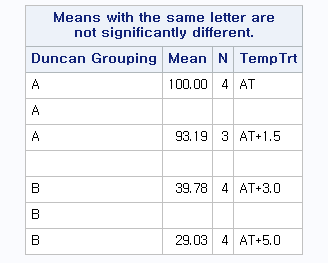 Means with the same letter are
not significantly different.
Duncan Grouping Mean N TempTrt
A 100.00 4 AT
A
A 93.19 3 AT+1.5
B 39.78 4 AT+3.0
B
B 29.03 4 AT+5.0